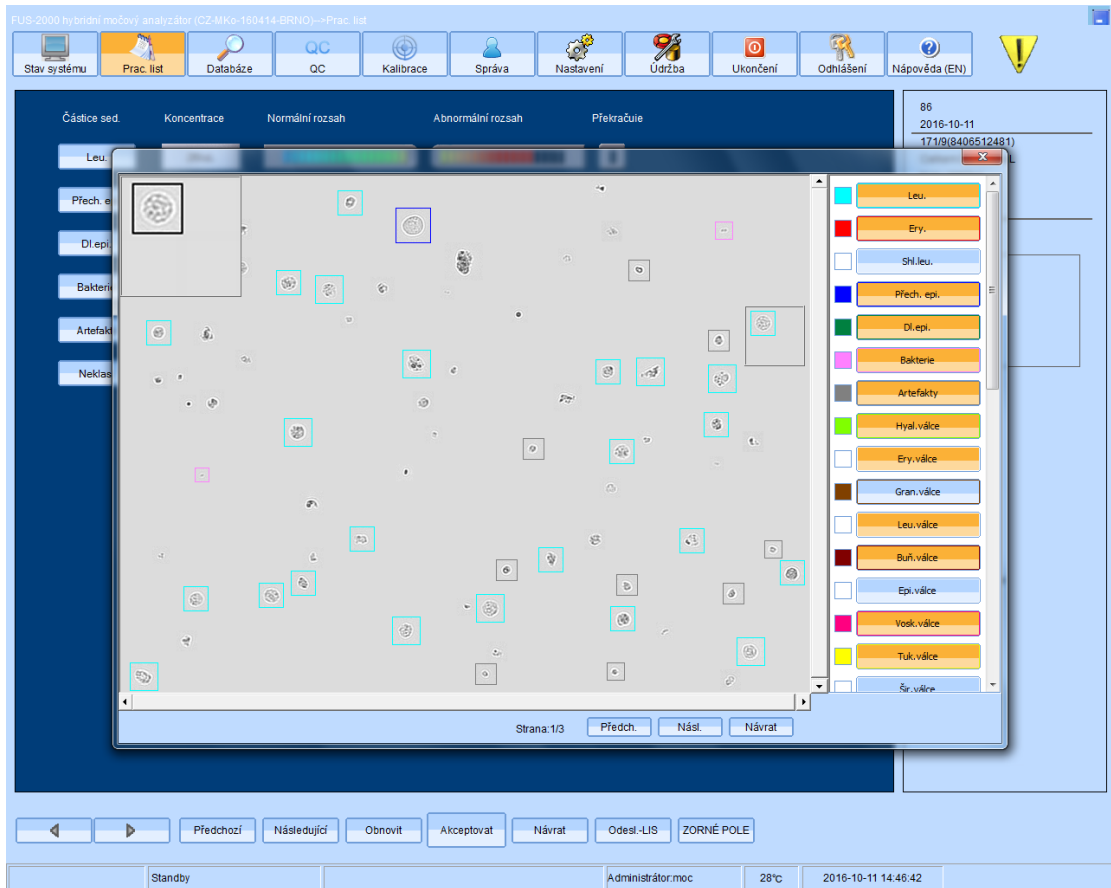 FUS-2000 hybridní močový analyzátor (CZ-MKo-160414-BRNO)-->Prac. list
Stav systému
Prac. list
Databáze
QC
QC
Kalibrace
Správa
Nastavení
Údržba
Ukončení
Odhlášení
Nápověda (EN)
Částice sed.
Koncentrace
Normální rozsah
Abnormální rozsah
Překračuje
86
2016-10-11
171/9(8406512481)
L
Leu.
Přech. e
Dl.epi.
Bakteri
Artefak
Neklas
Leu.
Ery.
Shl.leu.
Přech. epi.
Dl.epi.
Bakterie
Artefakty
Hyal.válce
Ery.válce
Gran.válce
Leu.válce
Buň.válce
Epi.válce
Vosk.válce
Tuk.válce
Šir.válce
Strana:1/3
Předch.
Násl.
Návrat
Předchozí
Následující
Obnovit
Akceptovat
Návrat
Odesl.-LIS
ZORNÉ POLE
Standby
Administrátor:moc
28℃
2016-10-11 14:46:42